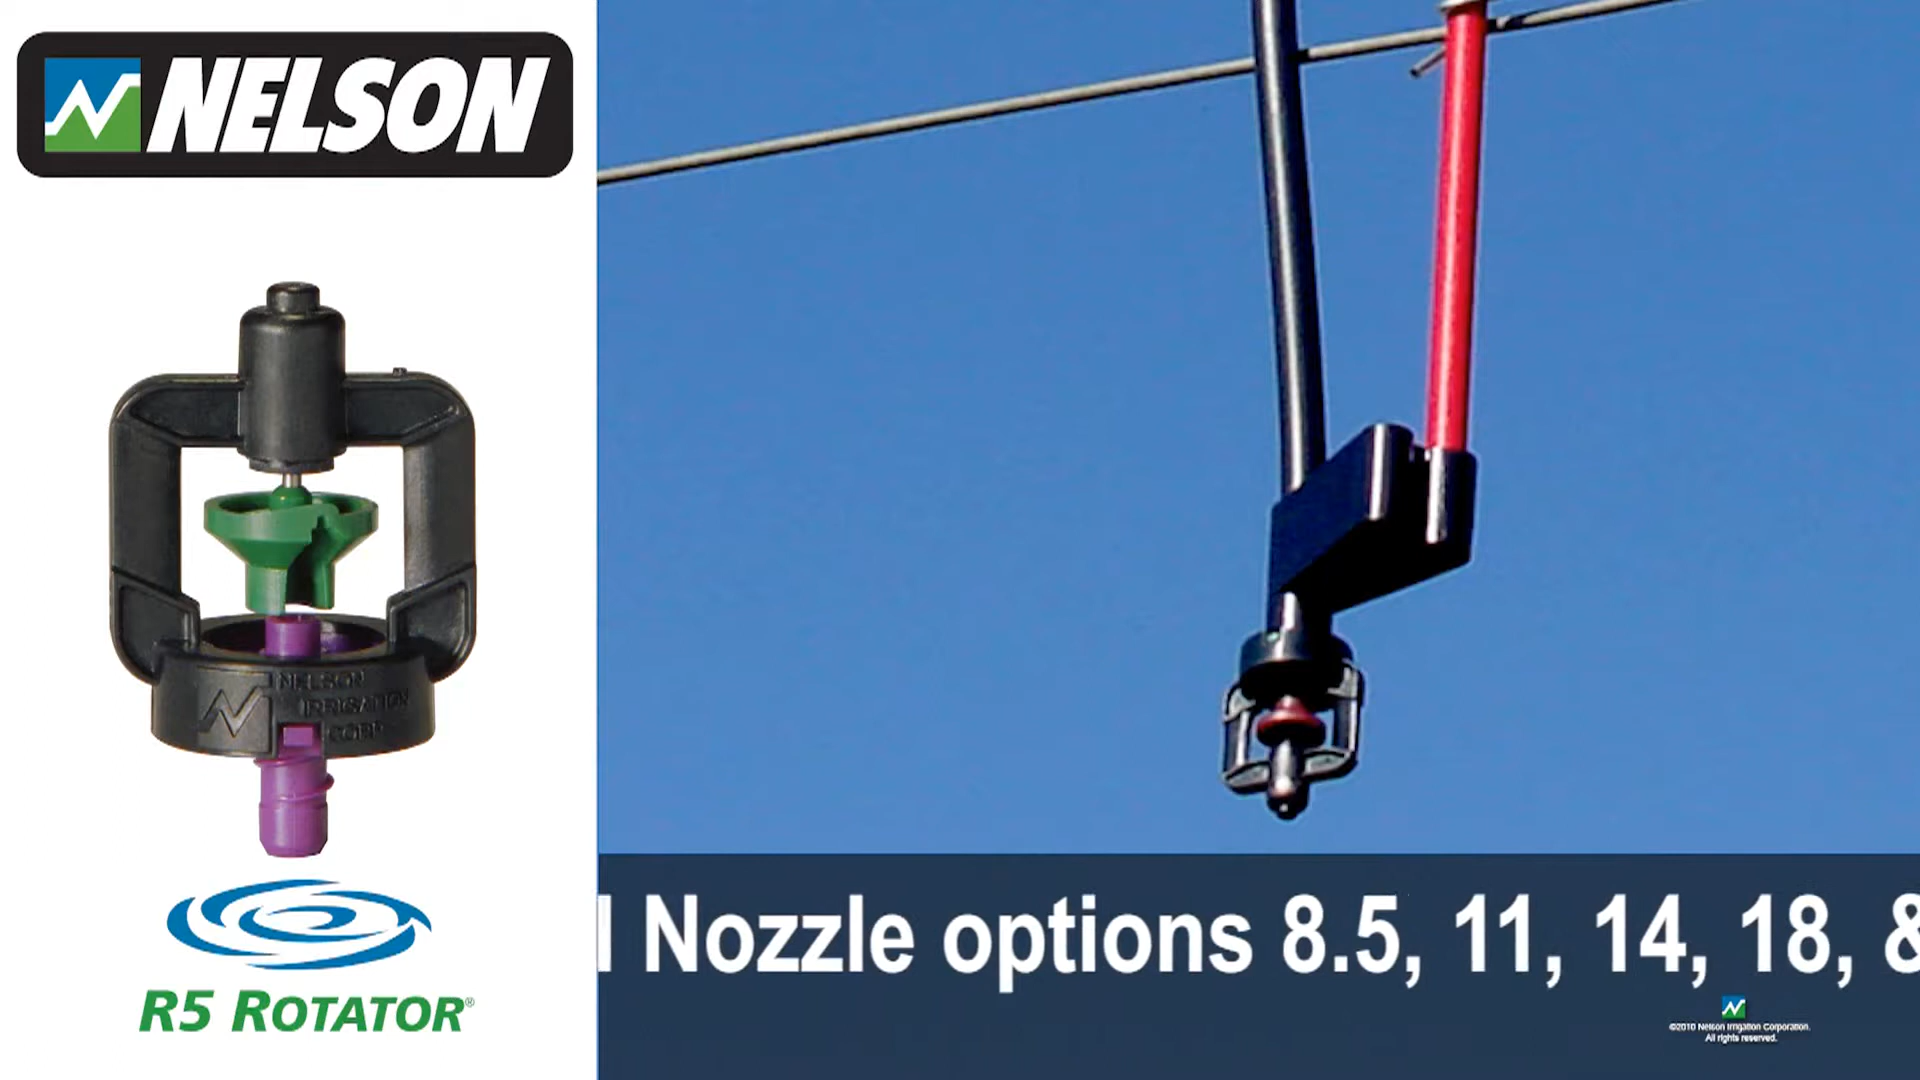 NELSON
NELSON
IRRIGATION
CORP
R5 ROTATOR®
Nozzle options 8.5, 11, 14, 18, &
©2010 Nelson Irrigation Corporation.
All rights reserved.